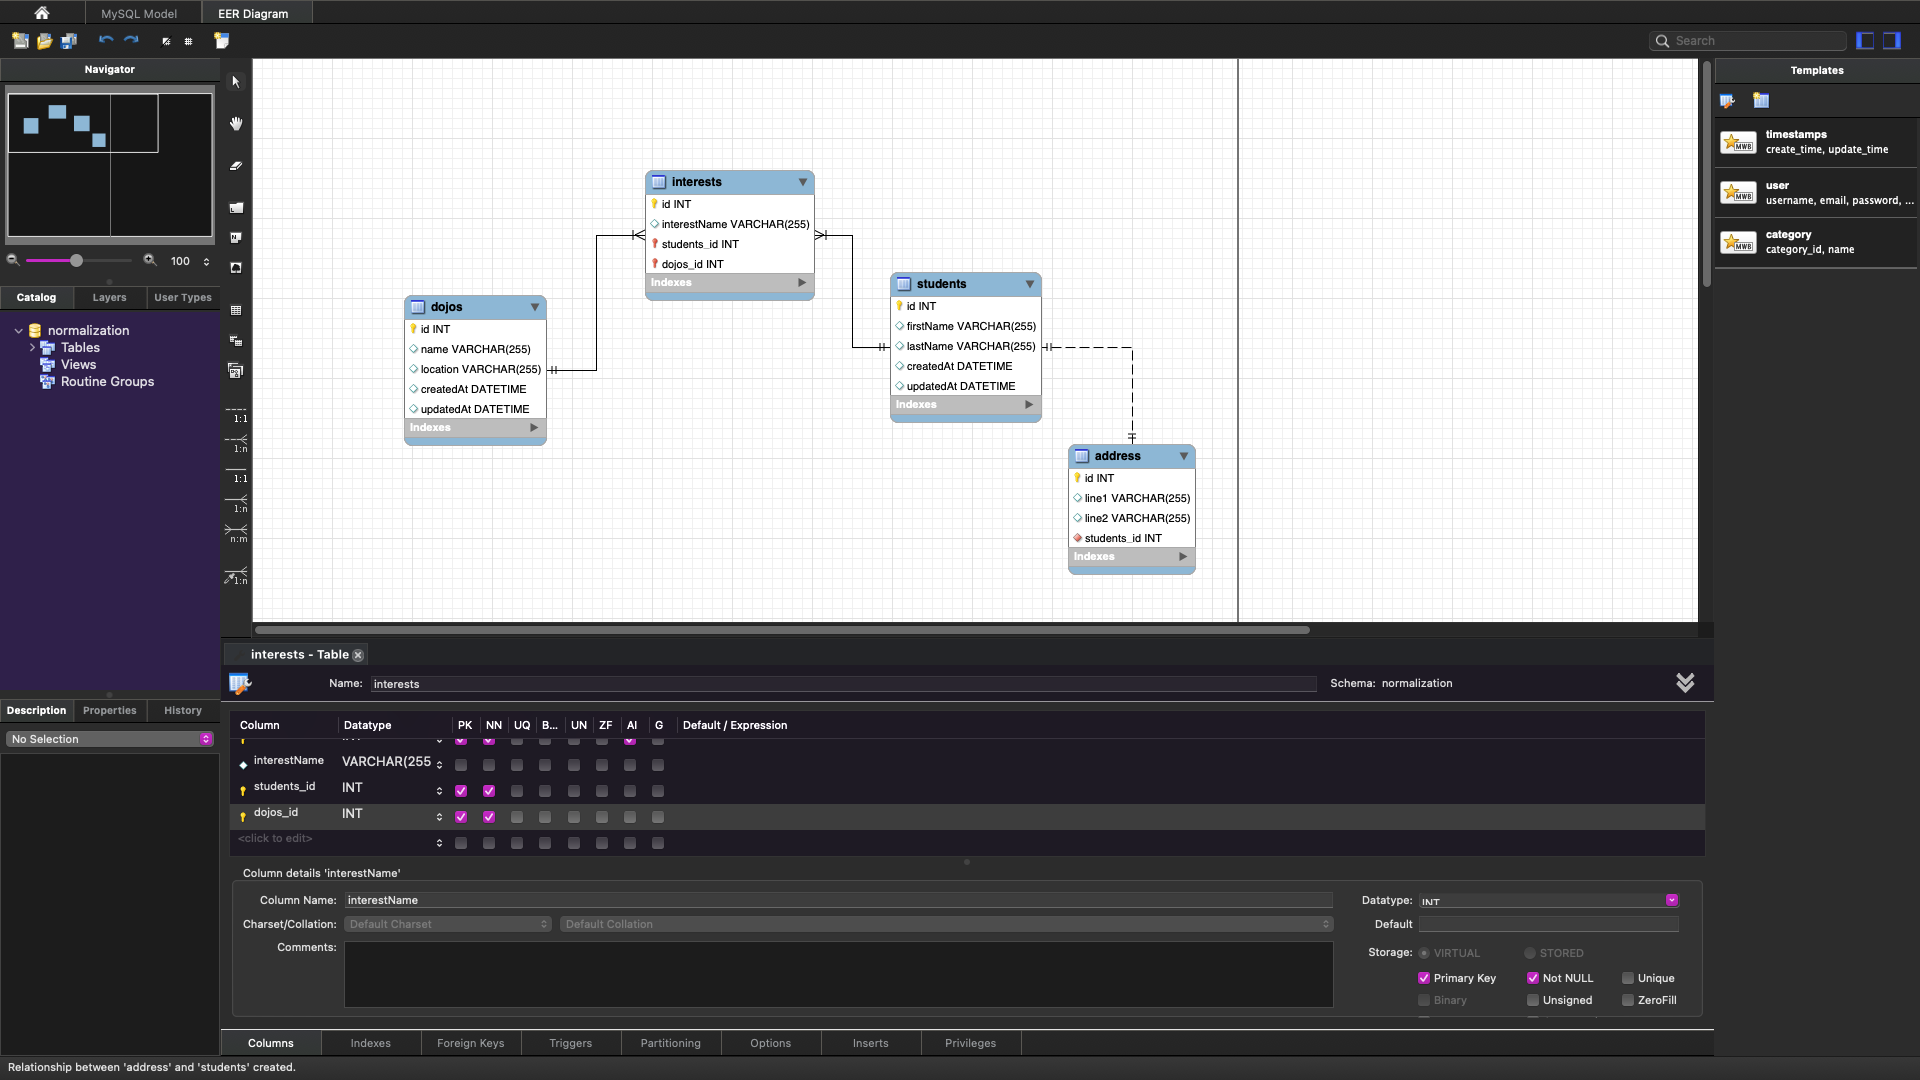 MySQL Model
EER Diagram
Search
Navigator
100
Catalog
Layers
User Types
normalization
Tables
Views
Routine Groups
Description
Properties
History
No Selection
1:1
1:n
1:1
1:n
n:m
1:n
interests
id INT
interestName VARCHAR(255)
students_id INT
dojos_id INT
Indexes
dojos
id INT
name VARCHAR(255)
location VARCHAR(255)
createdAt DATETIME
updatedAt DATETIME
Indexes
students
id INT
firstName VARCHAR(255)
lastName VARCHAR(255)
createdAt DATETIME
updatedAt DATETIME
Indexes
address
id INT
line1 VARCHAR(255)
line2 VARCHAR(255)
students_id INT
Indexes
Templates
MWB
timestamps
create_time, update_time
MWB
user
username, email, password, ...
MWB
category
category_id, name
interests - Table
Name: interests
Schema: normalization
Column Datatype PK NN UQ B... UN ZF AI G Default / Expression
interestName VARCHAR(255
students_id INT
dojos_id INT
<click to edit>
Column details 'interestName'
Column Name: interestName
Charset/Collation: Default Charset Default Collation
Comments:
Datatype: INT
Default
Storage: VIRTUAL STORED
Primary Key Not NULL Unique
Binary Unsigned ZeroFill
Columns
Indexes
Foreign Keys
Triggers
Partitioning
Options
Inserts
Privileges
Relationship between 'address' and 'students' created.